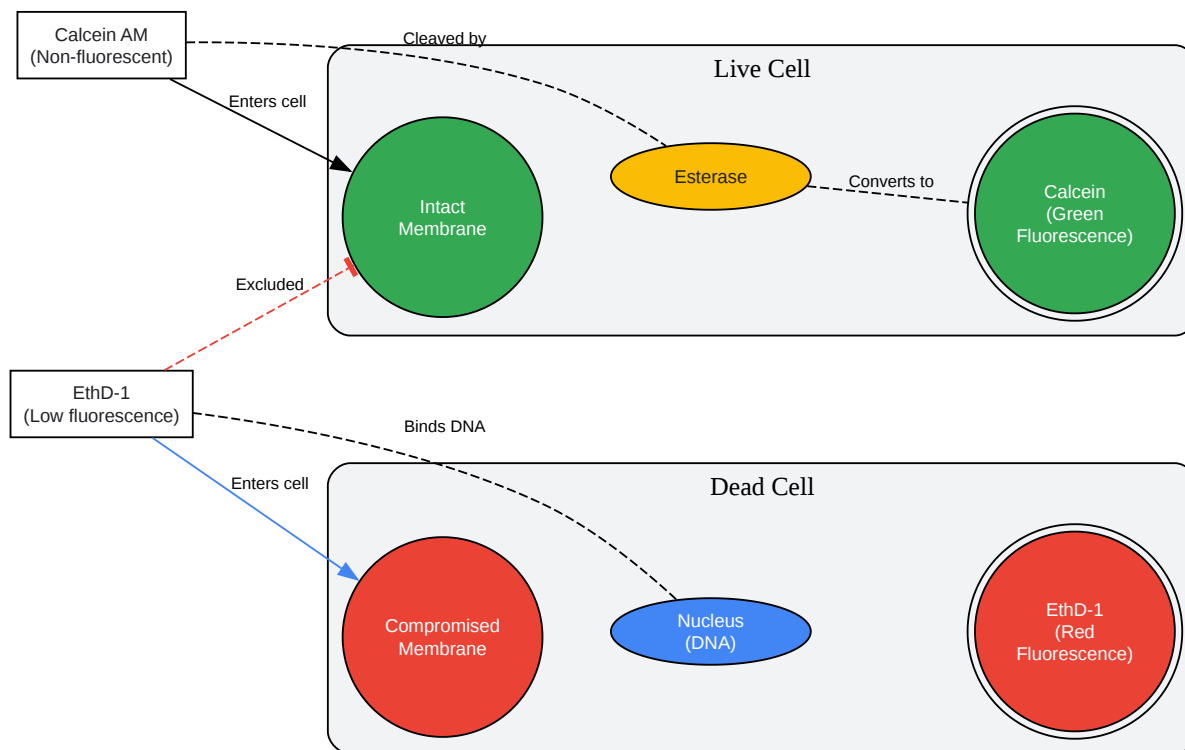 Calcein AM
(Non-fluorescent)
Cleaved by
Live Cell
Enters cell
Esterase
Converts to
Calcein
(Green
Fluorescence)
Intact
Membrane
Excluded
EthD-1
(Low fluorescence)
Binds DNA
Enters cell
Dead Cell
Compromised
Membrane
Nucleus
(DNA)
EthD-1
(Red
Fluorescence)